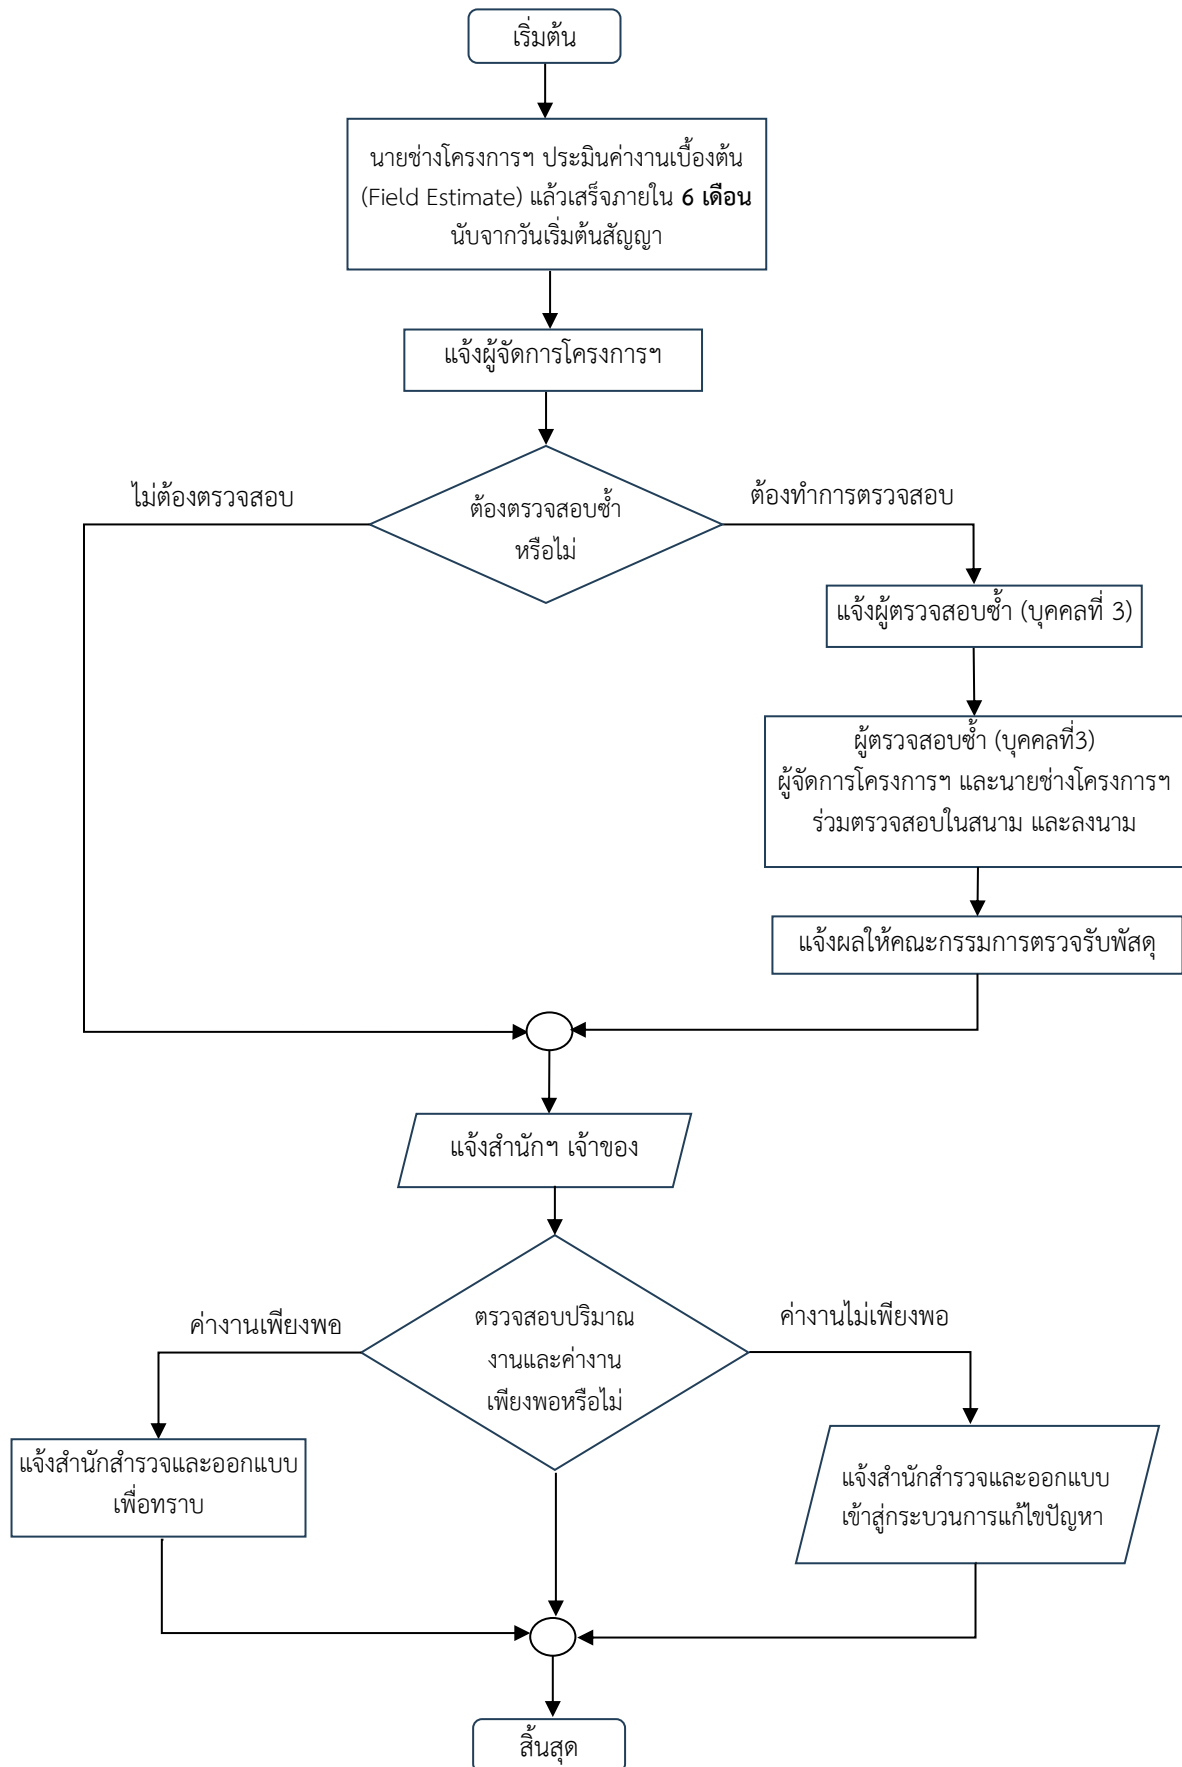 เริ่มต้น
นายช่างโครงการฯ ประมินค่างานเบื้องต้น
(Field Estimate) แล้วเสร็จภายใน 6 เดือน
นับจากวันเริ่มต้นสัญญา
แจ้งผู้จัดการโครงการฯ
ไม่ต้องตรวจสอบ
ต้องทำการตรวจสอบ
ต้องตรวจสอบซ้ำ
หรือไม่
แจ้งผู้ตรวจสอบซ้ำ (บุคคลที่ 3)
ผู้ตรวจสอบซ้ำ (บุคคลที่3)
ผู้จัดการโครงการฯ และนายช่างโครงการฯ
ร่วมตรวจสอบในสนาม และลงนาม
แจ้งผลให้คณะกรรมการตรวจรับพัสดุ
แจ้งสำนักฯ เจ้าของ
ค่างานเพียงพอ
ค่างานไม่เพียงพอ
ตรวจสอบปริมาณ
งานและค่างาน
เพียงพอหรือไม่
แจ้งสำนักสำรวจและออกแบบ
เพื่อทราบ
แจ้งสำนักสำรวจและออกแบบ
เข้าสู่กระบวนการแก้ไขปัญหา
สิ้นสุด